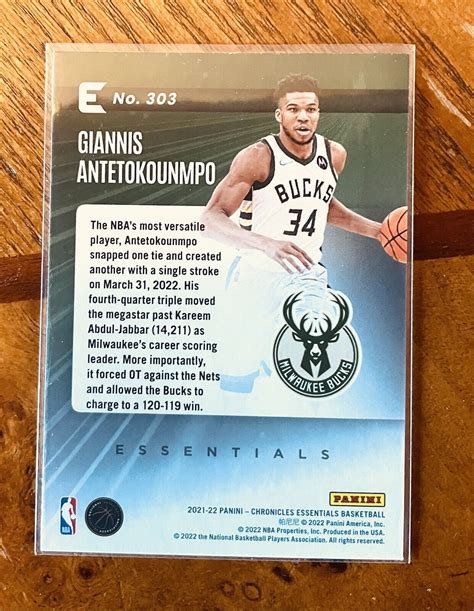 E No. 303
GIANNIS
ANTETOKOUNMPO
BUCKS
34
The NBA's most versatile
player, Antetokounmpo
snapped one tie and created
another with a single stroke
on March 31, 2022. His
fourth-quarter triple moved
the megastar past Kareem
Abdul-Jabbar (14,211) as
Milwaukee's career scoring
leader. More importantly,
it forced OT against the Nets
and allowed the Bucks to
charge to a 120-119 win.
MILWAUKEE BUCKS
ESSENTIALS
PANINI
NBA
2021-22 PANINI – CHRONICLES ESSENTIALS BASKETBALL
帕尼尼 © 2022 Panini America, Inc.
© 2022 NBA Properties, Inc. Produced in the USA.
© 2022 the National Basketball Players Association. All rights reserved.